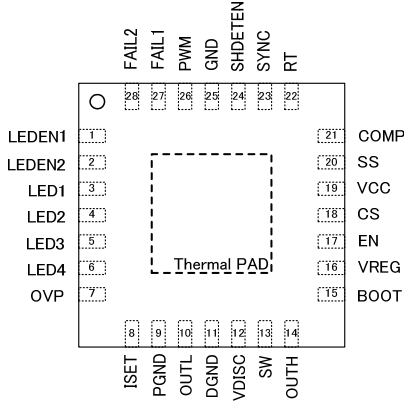 FAIL2
FAIL1
PWM
GND
SHDETEN
SYNC
RT
28
27
26
25
24
23
22
LEDEN1 1
LEDEN2 2
LED1 3
LED2 4
LED3 5
LED4 6
OVP 7
21 COMP
20 SS
19 VCC
18 CS
17 EN
16 VREG
15 BOOT
Thermal PAD
8
9
10
11
12
13
14
ISET
PGND
OUTL
DGND
VDISC
SW
OUTH